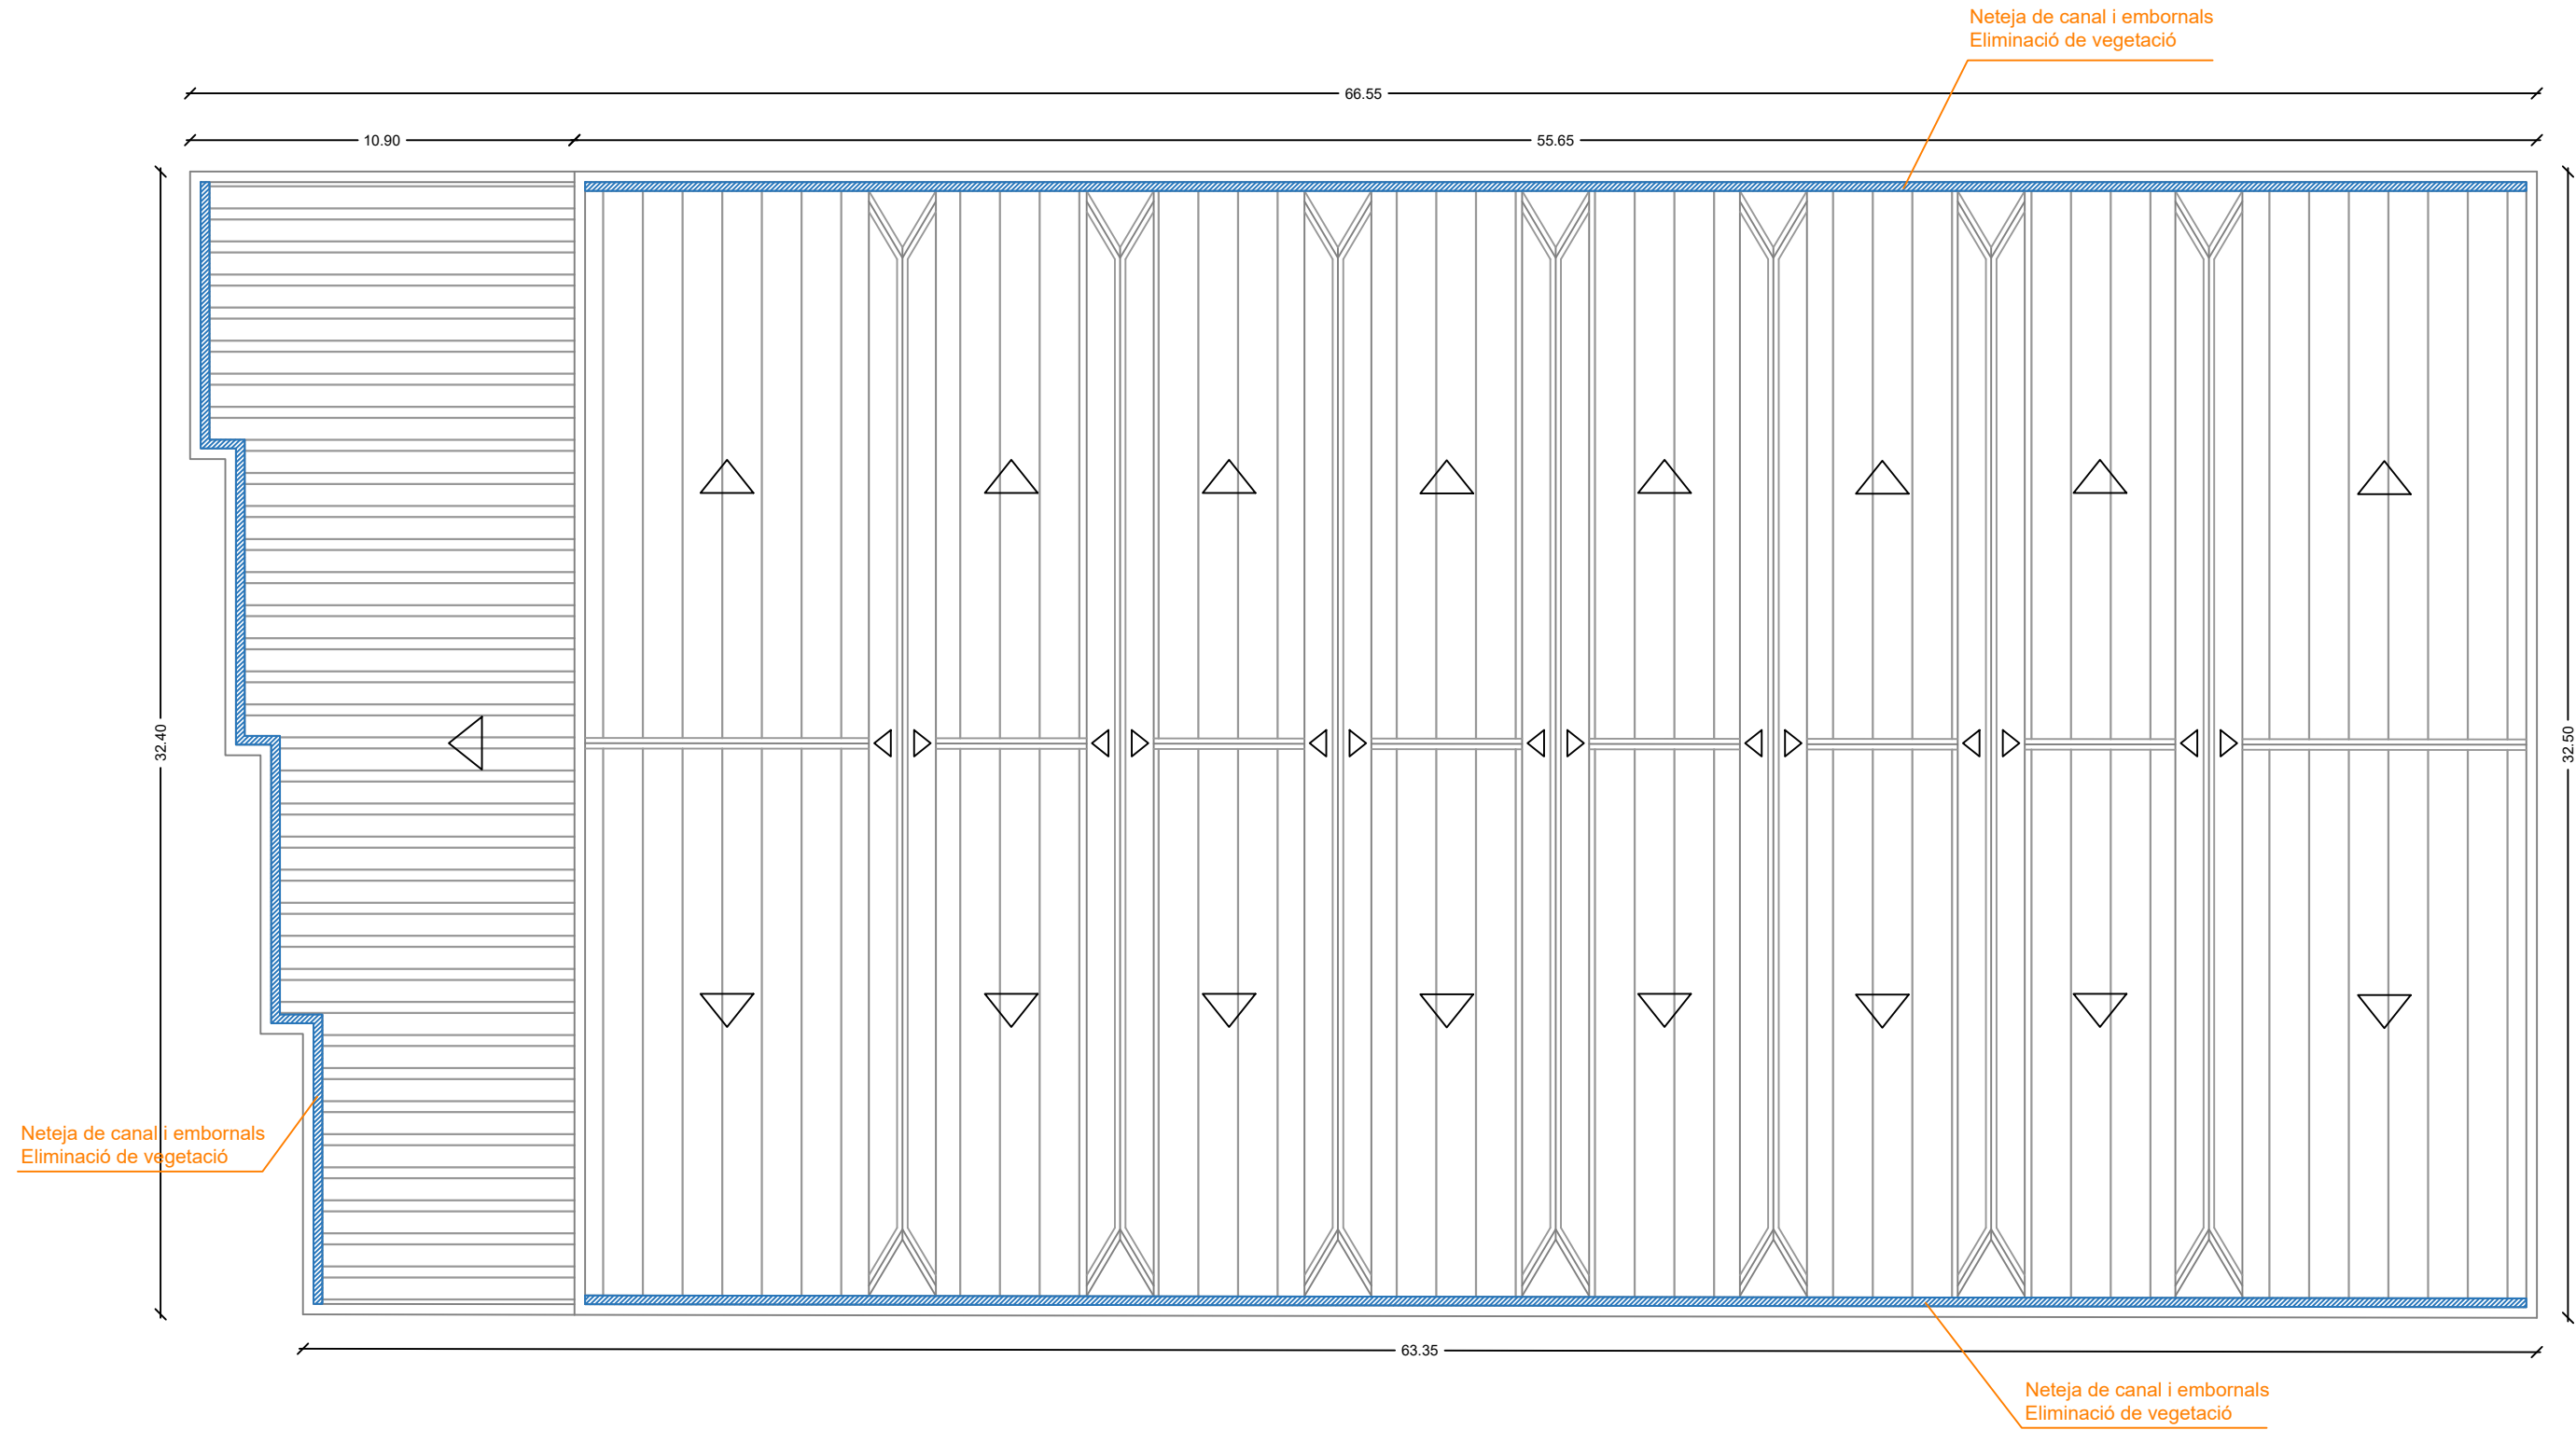 Neteja de canal i embornals
Eliminació de vegetació
66.55
10.90
55.65
32.40
32.50
Neteja de canal i embornals
Eliminació de vegetació
63.35
Neteja de canal i embornals
Eliminació de vegetació